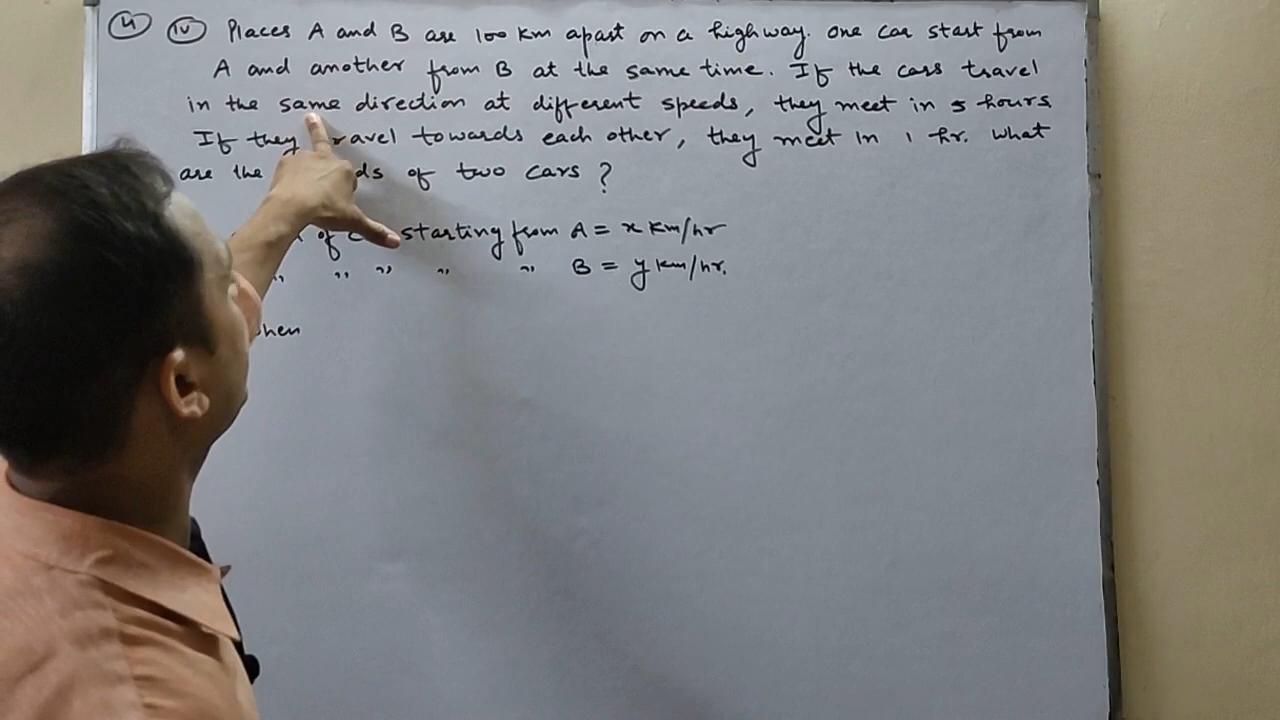 4 iv Places A and B are 100 km apart on a highway. One car start from
A and another from B at the same time. If the cars travel
in the same direction at different speeds, they meet in 5 hours
If they travel towards each other, they meet in 1 hr. What
are the ds of two cars ?
of starting from A = x km/hr
" " " " " B = y km/hr.
hen